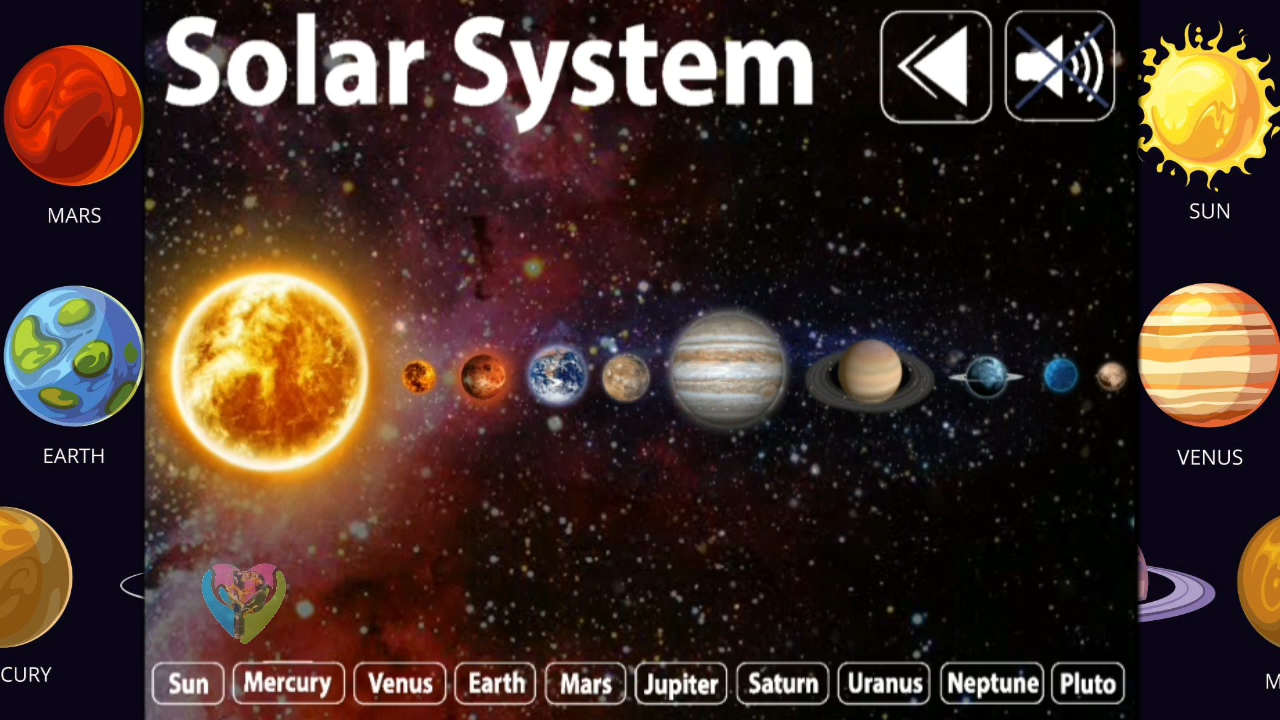 Solar System
MARS
SUN
EARTH
VENUS
CURY
M
Sun Mercury Venus Earth Mars Jupiter Saturn Uranus Neptune Pluto